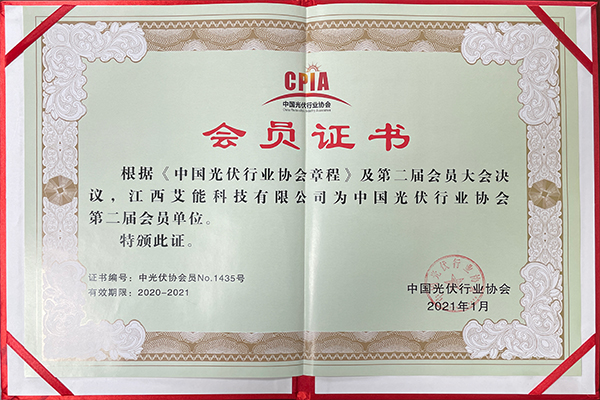 CPIA
中国光伏行业协会
China Photovoltaic Industry Association
会员证书
根据《中国光伏行业协会章程》及第二届会员大会决
议，江西艾能科技有限公司为中国光伏行业协会
第二届会员单位。
特颁此证。
证书编号：中光伏协会员No.1435号
有效期限：2020-2021
中国光伏行业协会
2021年1月